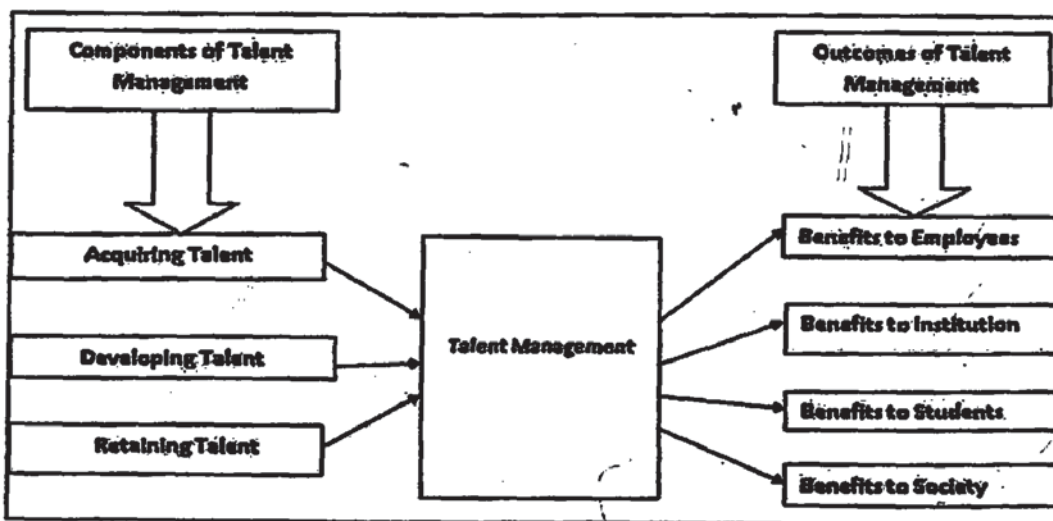 Components of Talent
Management
Outcomes of Talent
Management
Acquiring Talent
Developing Talent
Retaining Talent
Talent Management
Benefits to Employees
Benefits to Institution
Benefits to Students
Benefits to Society